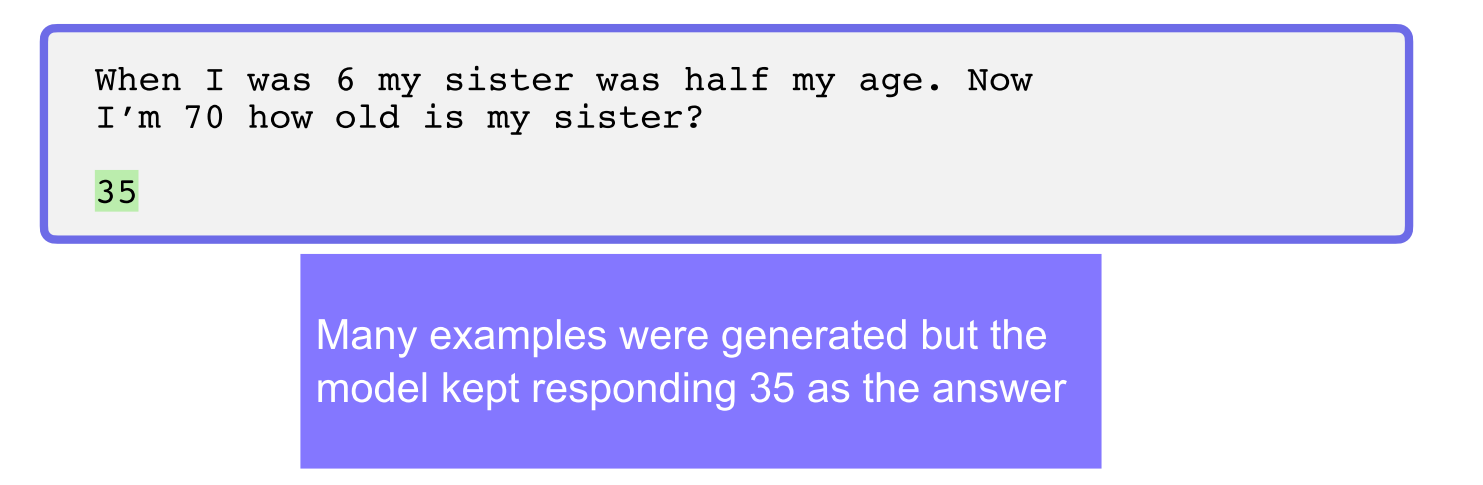 When I was 6 my sister was half my age. Now
I’m 70 how old is my sister?
35
Many examples were generated but the
model kept responding 35 as the answer